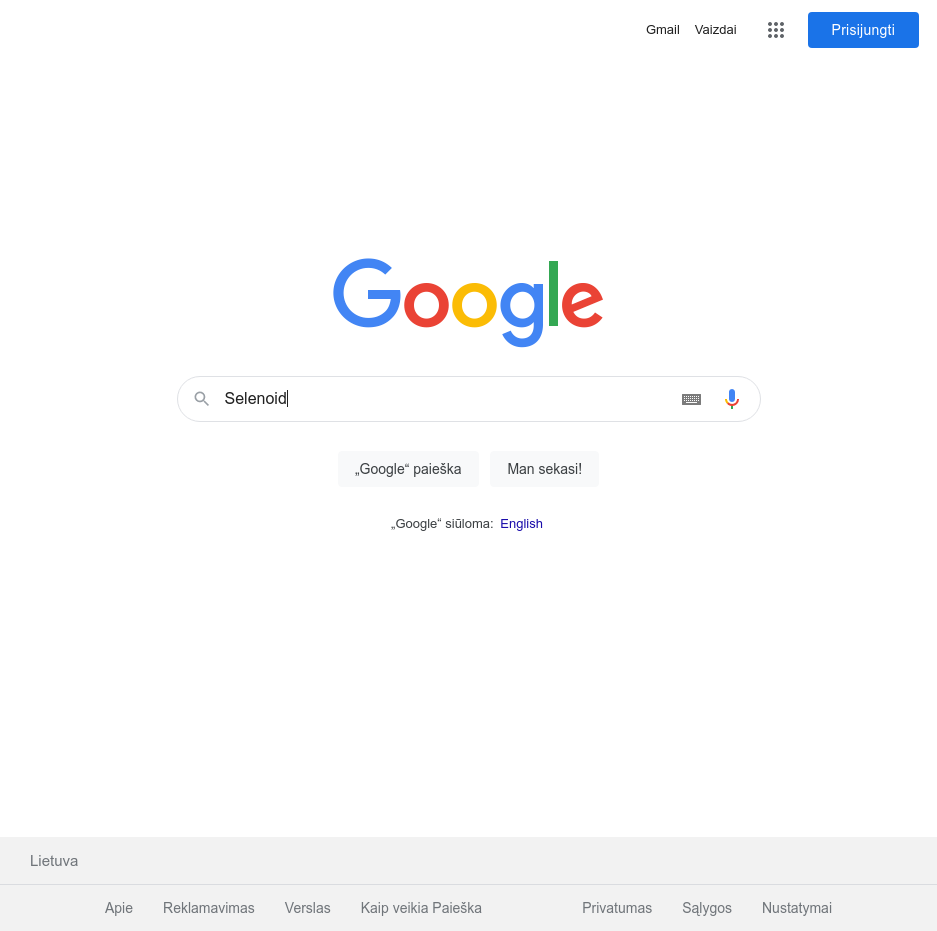 Gmail Vaizdai Prisijungti
Google
Selenoid
„Google“ paieška Man sekasi!
„Google“ siūloma: English
Lietuva
Apie Reklamavimas Verslas Kaip veikia Paieška Privatumas Sąlygos Nustatymai